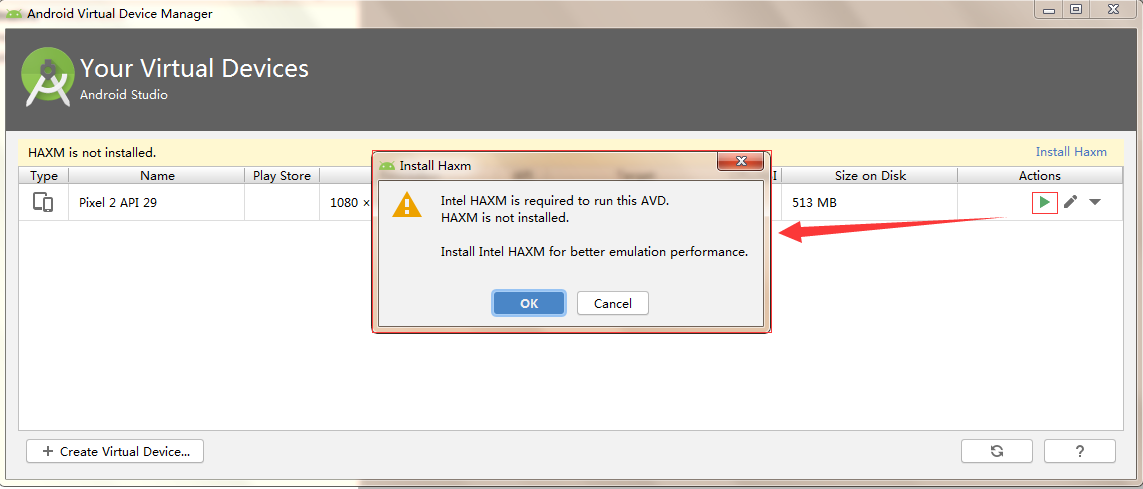 Android Virtual Device Manager
Your Virtual Devices
Android Studio
HAXM is not installed.
Install Haxm
Type
Name
Play Store
Size on Disk
Actions
Pixel 2 API 29
1080 ×
513 MB
Install Haxm
Intel HAXM is required to run this AVD.
HAXM is not installed.
Install Intel HAXM for better emulation performance.
OK
Cancel
+ Create Virtual Device...
?